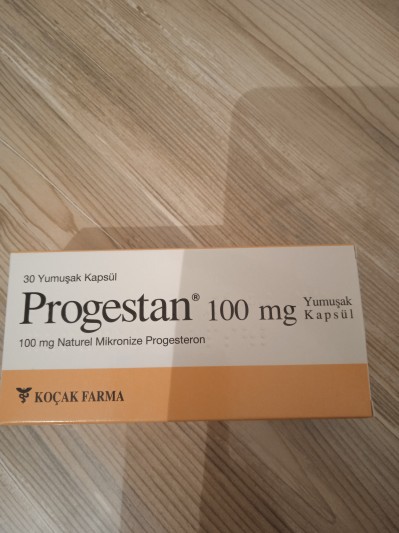 30 Yumuşak Kapsül
Progestan® 100 mg Yumuşak Kapsül
100 mg Naturel Mikronize Progesteron
KOÇAK FARMA